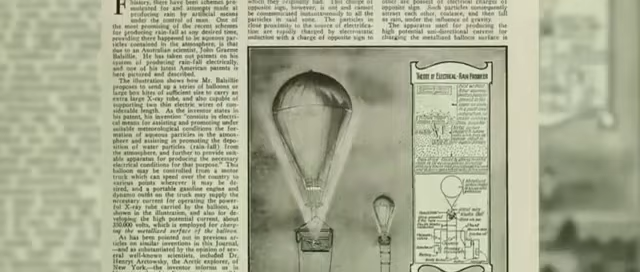 history, there have been schemes pro-
pounded for and attempts made at
producing rain by artificial means
under the control of man. One of
the most promising of the recent schemes
for producing rain-fall at any desired time,
providing there happened to be aqueous par-
ticles contained in the atmosphere, is that
due to an Australian scientist, John Graeme
Balsillie. He has taken out patents on his
system of producing rain-fall electrically,
and one of his latest American patents is
here pictured and described.
The illustration shows how Mr. Balsillie
proposes to send up a series of balloons or
large box kites of sufficient size to carry an
extra large X-ray tube, and also capable of
supporting two thin electric wires of con-
siderable length. As the inventor states in
his patent, his invention "consists in electri-
cal means for assisting and promoting under
suitable meteorological conditions the for-
mation of aqueous particles in the atmos-
phere and assisting in promoting the depo-
sition of water particles (rain-fall) from
the atmosphere, and further to provide suit-
able apparatus for producing the necessary
electrical conditions for that purpose." This
balloon may be controlled from a motor
truck which can speed over the country to
various points wherever it may be de-
sired, and a portable gasoline engine and
dynamo outfit on the truck may supply the
necessary current for operating the power-
ful X-ray tube carried by the balloon, as
shown in the illustration, and also for de-
veloping the high potential current, about
volts, which is employed for charg-
ing the metallized surface of the balloon.
As has been pointed out in previous ar-
ticles on similar inventions in this Journal,
—and as substantiated by the opinion of sev-
eral well-known scientists, included Dr.
Henryk Arctowsky, the Arctic explorer, of
New York,—the inventor informs us in
which they originally had. This charge of
opposite sign, however, is one and cannot
be communicated instantaneously to all the
particles in said vote. The particles in
close proximity to the source of electrifica-
tion are rapidly charged by electrostatic
induction with a charge of opposite sign to
other are possessed of electrical charges of
opposite sign. Such particles consequently
attract each other, coalesce, and then fall
as rain, under the influence of gravity.
The apparatus used for producing the
high potential uni-directional current for
charging the metallized balloon surface is
THEORY OF ELECTRICAL-RAIN PRODUCER